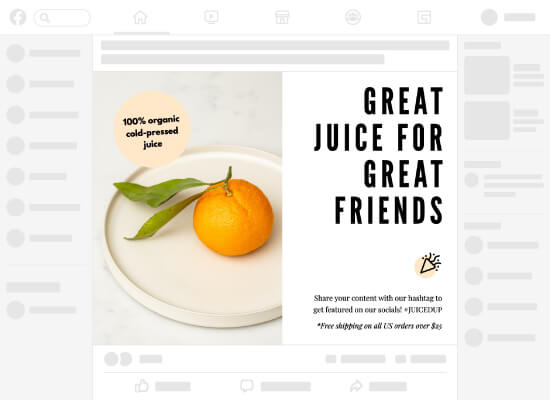 100% organic
cold-pressed
juice
GREAT
JUICE FOR
GREAT
FRIENDS
Share your content with our hashtag to
get featured on our socials! #JUICEDUP
*Free shipping on all US orders over $25